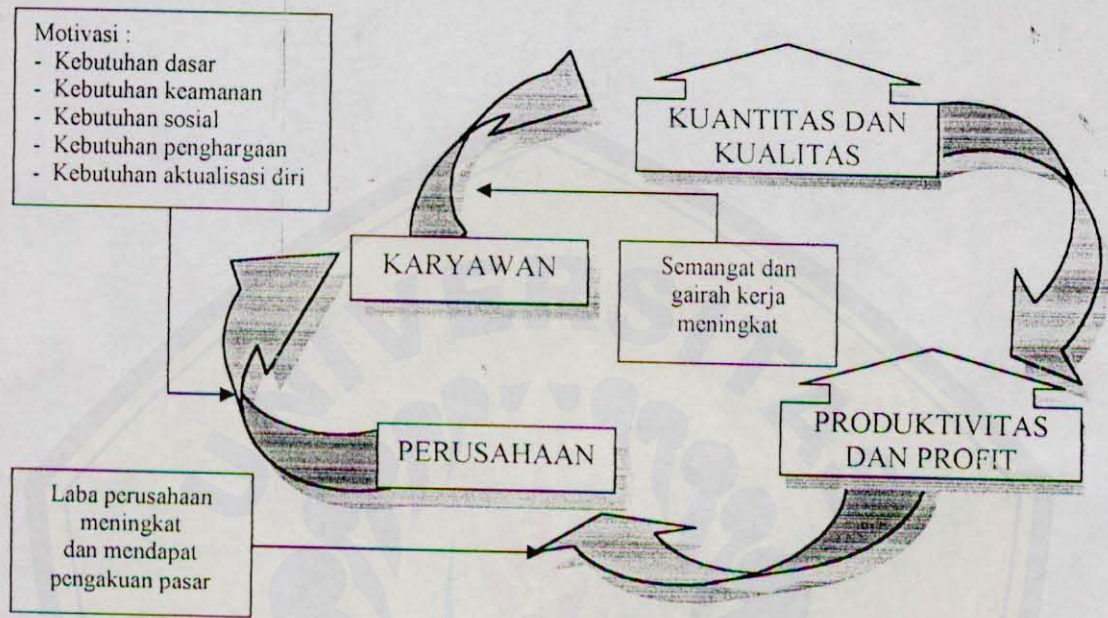 Motivasi :
- Kebutuhan dasar
- Kebutuhan keamanan
- Kebutuhan sosial
- Kebutuhan penghargaan
- Kebutuhan aktualisasi diri
KUANTITAS DAN
KUALITAS
KARYAWAN
Semangat dan
gairah kerja
meningkat
PERUSAHAAN
PRODUKTIVITAS
DAN PROFIT
Laba perusahaan
meningkat
dan mendapat
pengakuan pasar
UNIVERSITA